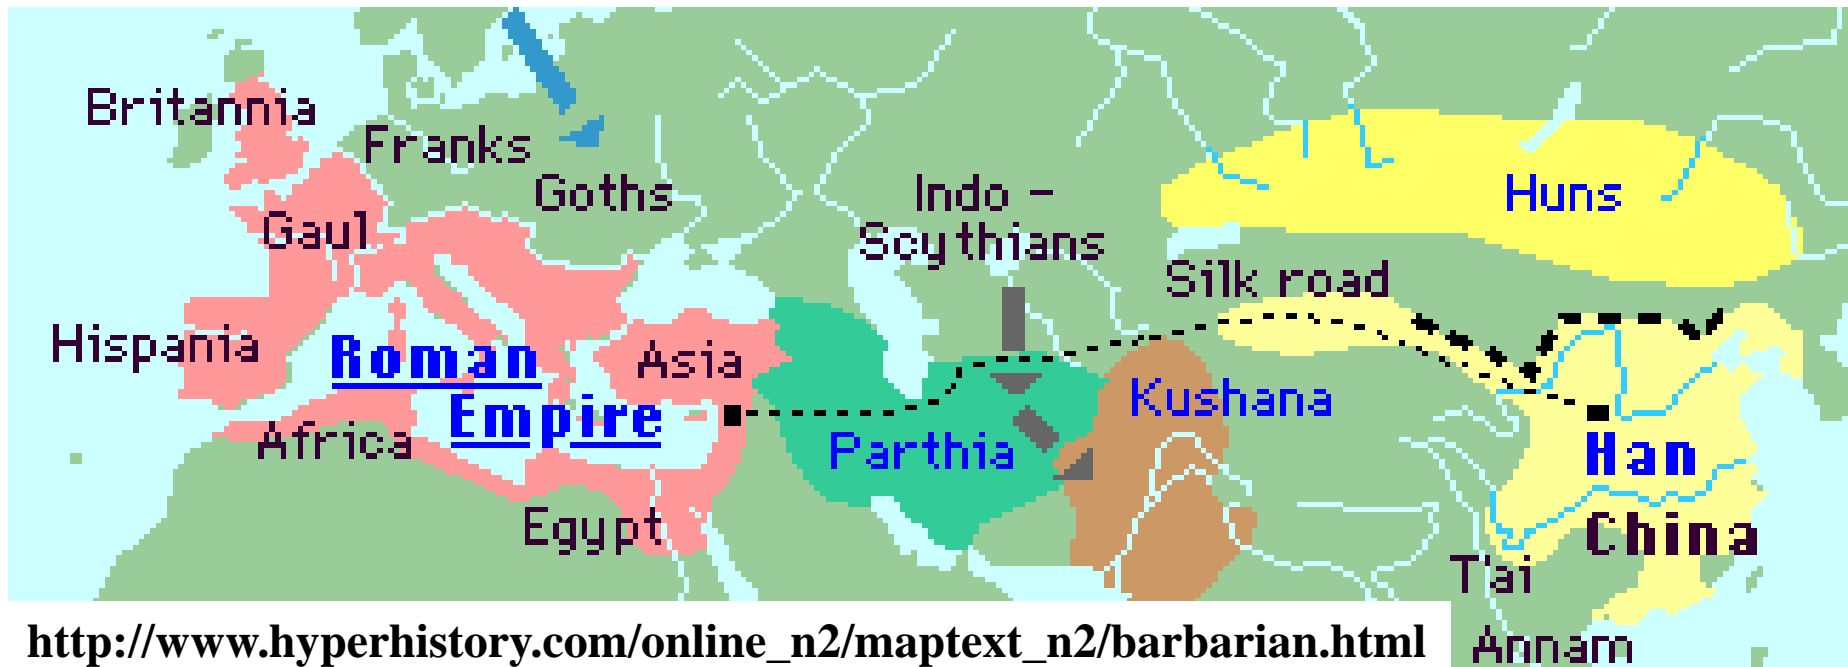 Britannia
Franks
Goths
Indo -
Scythians
Huns
Gaul
Silk road
Hispania
Roman
Empire
Asia
Kushana
Africa
Parthia
Han
China
Egypt
T'ai
Annam
http://www.hyperhistory.com/online_n2/maptext_n2/barbarian.html